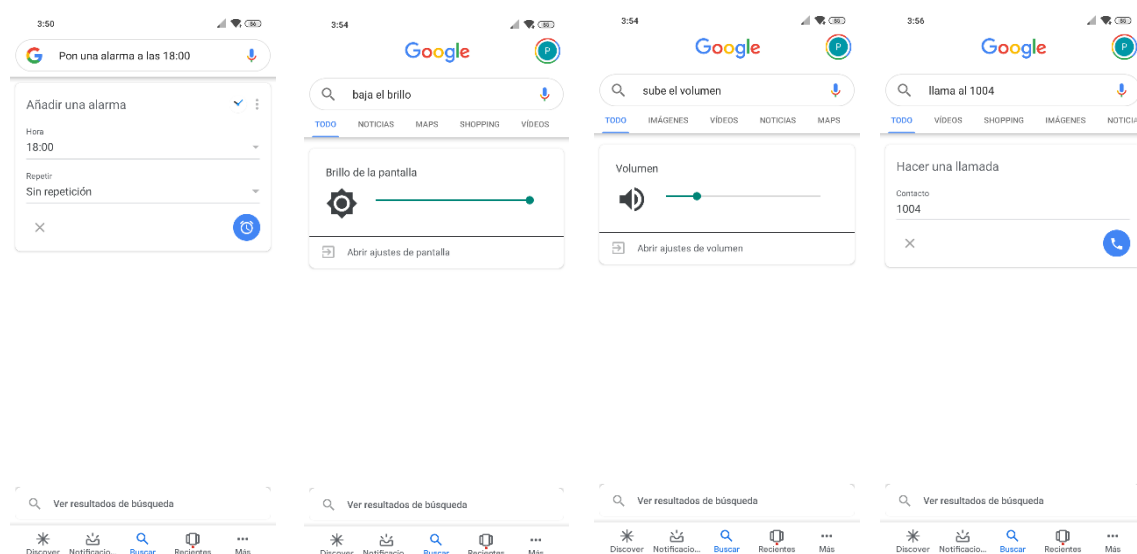 3:50
56
Pon una alarma a las 18:00
Añadir una alarma
Hora
18:00
Repetir
Sin repetición
Ver resultados de búsqueda
Discover Notificacio... Buscar Recientes Más
3:54
Google
P
baja el brillo
TODO NOTICIAS MAPS SHOPPING VÍDEOS
Brillo de la pantalla
Abrir ajustes de pantalla
Ver resultados de búsqueda
Discover Notificacio... Buscar Recientes Más
3:54
Google
P
sube el volumen
TODO IMÁGENES VÍDEOS NOTICIAS MAPS
Volumen
Abrir ajustes de volumen
Ver resultados de búsqueda
Discover Notificacio... Buscar Recientes Más
3:56
Google
P
llama al 1004
TODO VÍDEOS SHOPPING IMÁGENES NOTICIA
Hacer una llamada
Contacto
1004
Ver resultados de búsqueda
Discover Notificacio... Buscar Recientes Más